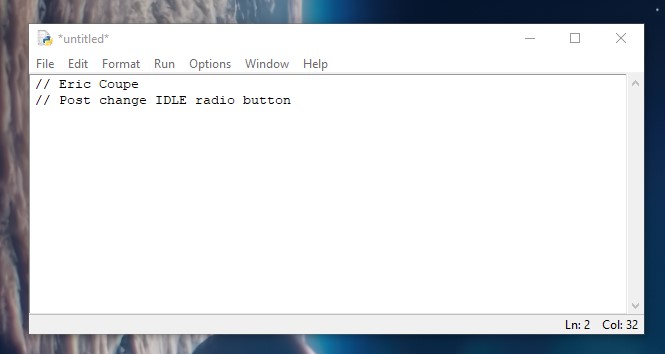 *untitled*
File Edit Format Run Options Window Help
// Eric Coupe
// Post change IDLE radio button
Ln: 2 Col: 32